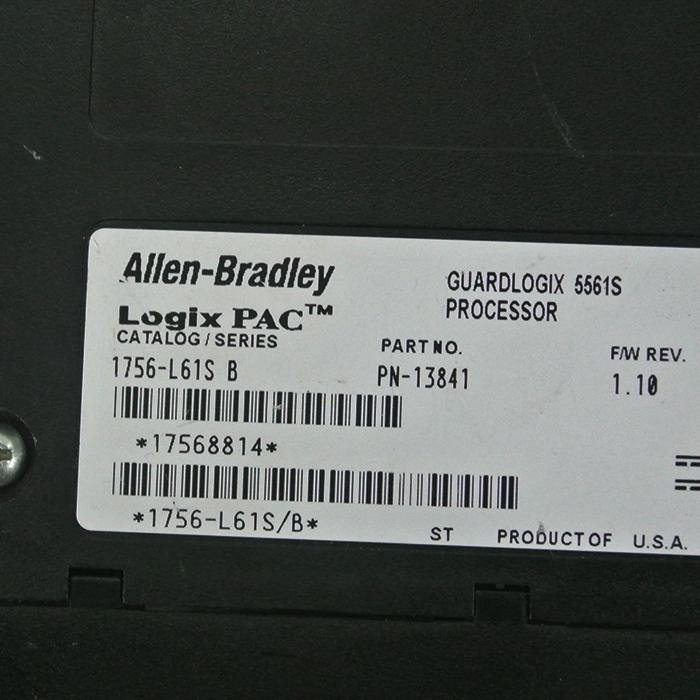 Allen-Bradley
GUARDLOGIX 5561S
PROCESSOR
Logix PAC™
CATALOG / SERIES
PART NO.
F/W REV.
1756-L61S B
PN-13841
1.10
*17568814*
*1756-L61S/B*
ST
PRODUCT OF U.S.A.